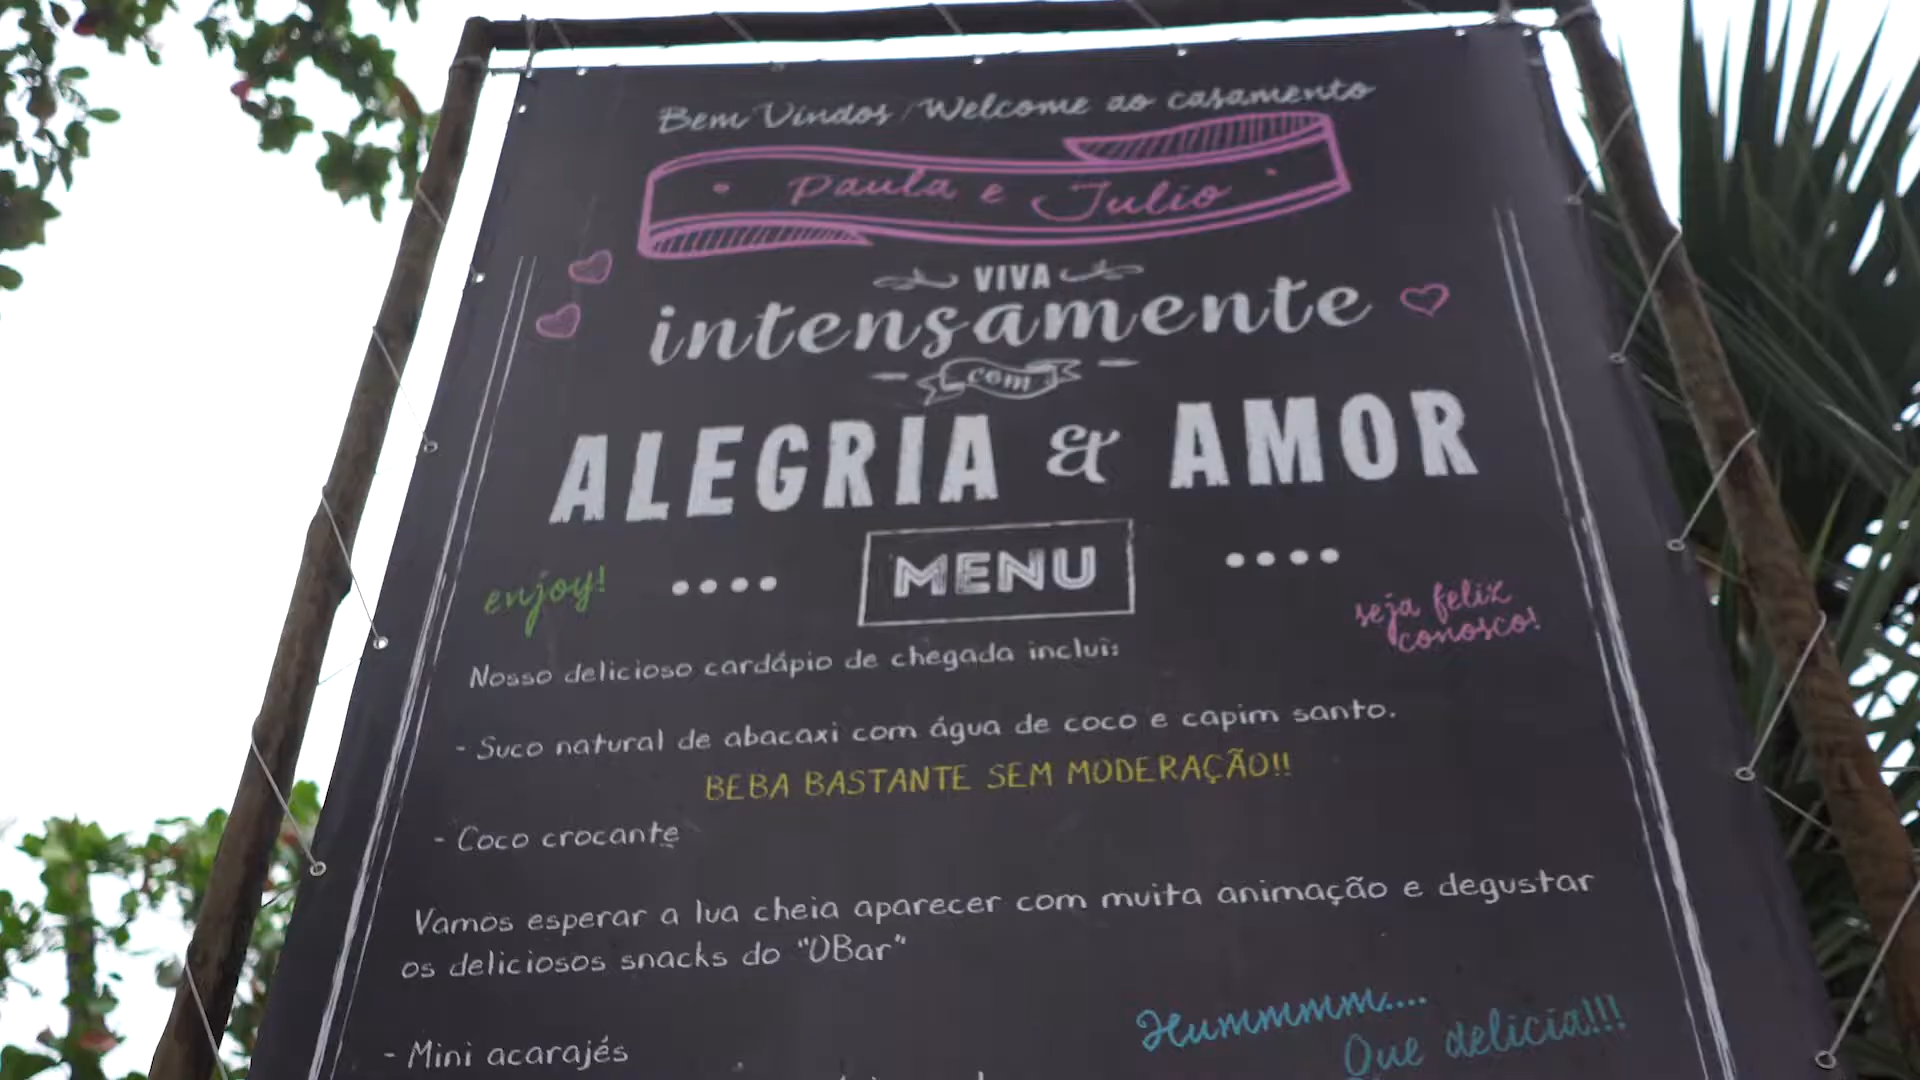 Bem Vindos / Welcome ao casamento
Paula e Julio
VIVA
intensamente
com
ALEGRIA & AMOR
MENU
enjoy!
seja feliz
conosco!
Nosso delicioso cardápio de chegada inclui:
- Suco natural de abacaxi com água de coco e capim santo.
BEBA BASTANTE SEM MODERAÇÃO!!
- Coco crocante
Vamos esperar a lua cheia aparecer com muita animação e degustar
os deliciosos snacks do "OBar"
Hummmm....
Que delicia!!!
- Mini acarajés